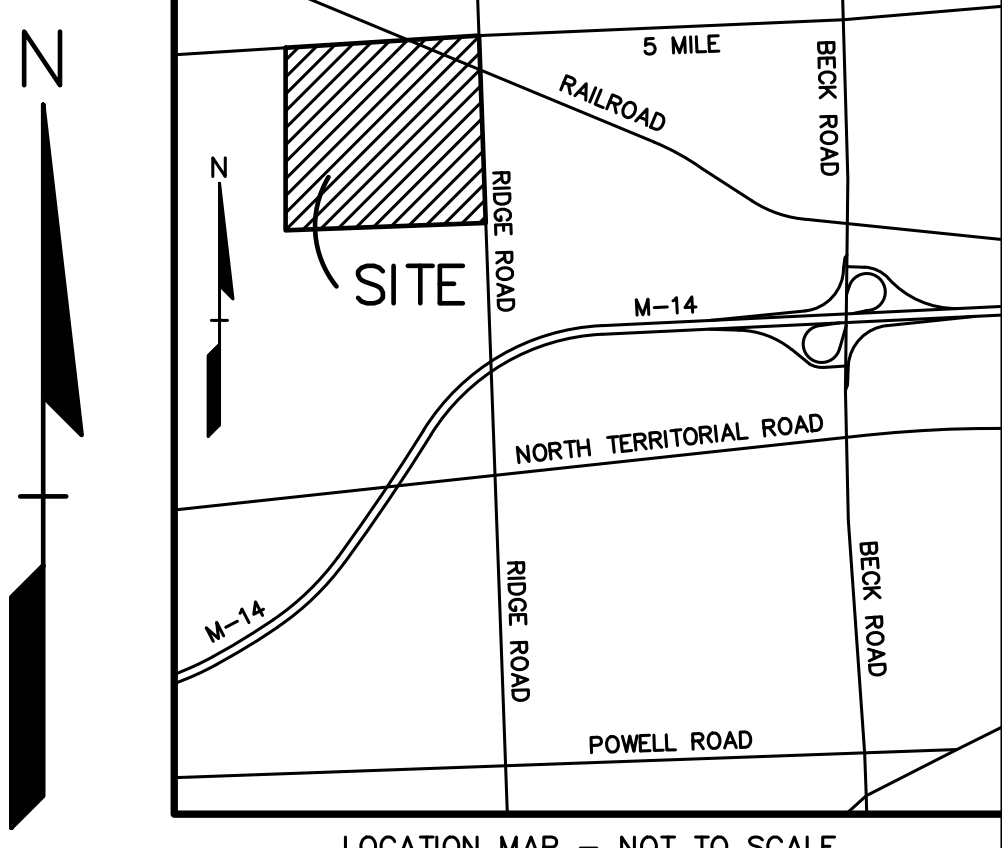 N
5 MILE
BECK ROAD
RAILROAD
N
RIDGE ROAD
SITE
M-14
NORTH TERRITORIAL ROAD
BECK ROAD
RIDGE ROAD
M-14
POWELL ROAD
LOCATION MAP - NOT TO SCALE